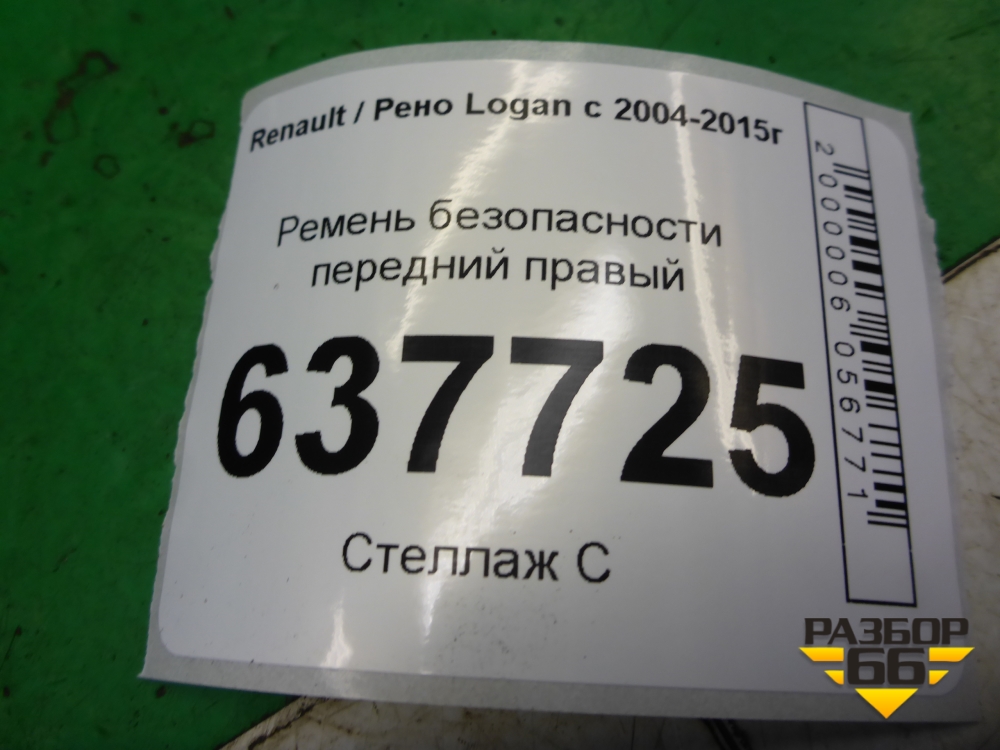 Renault / Рено Logan с 2004-2015г
Ремень безопасности
передний правый
637725
Стеллаж С
2000006056771
РАЗБОР
66